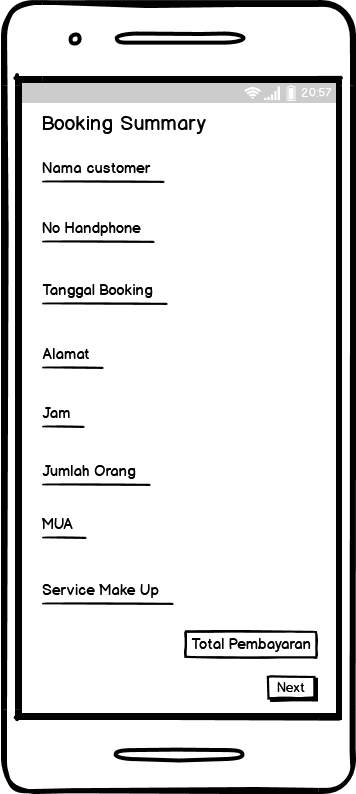 20:57
Booking Summary
Nama customer
No Handphone
Tanggal Booking
Alamat
Jam
Jumlah Orang
MUA
Service Make Up
Total Pembayaran
Next